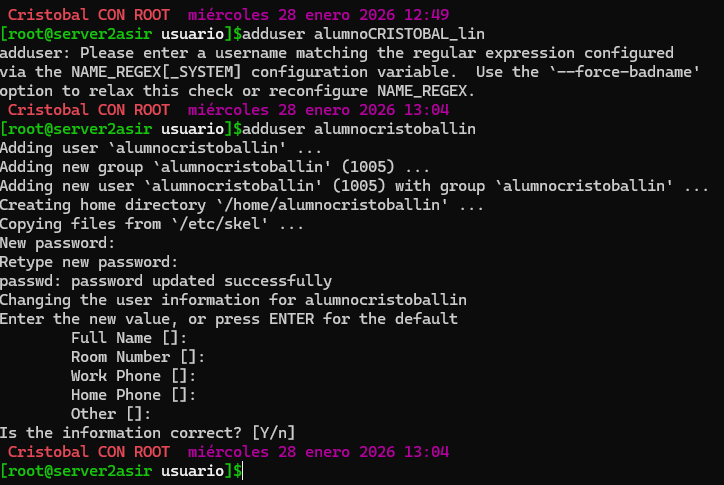 Cristobal CON ROOT  miércoles 28 enero 2026 12:49
[root@server2asir usuario]$adduser alumnoCRISTOBAL_lin
adduser: Please enter a username matching the regular expression configured
via the NAME_REGEX[_SYSTEM] configuration variable.  Use the `--force-badname'
option to relax this check or reconfigure NAME_REGEX.
Cristobal CON ROOT  miércoles 28 enero 2026 13:04
[root@server2asir usuario]$adduser alumnocristoballin
Adding user `alumnocristoballin' ...
Adding new group `alumnocristoballin' (1005) ...
Adding new user `alumnocristoballin' (1005) with group `alumnocristoballin' ...
Creating home directory `/home/alumnocristoballin' ...
Copying files from `/etc/skel' ...
New password:
Retype new password:
passwd: password updated successfully
Changing the user information for alumnocristoballin
Enter the new value, or press ENTER for the default
        Full Name []:
        Room Number []:
        Work Phone []:
        Home Phone []:
        Other []:
Is the information correct? [Y/n]
Cristobal CON ROOT  miércoles 28 enero 2026 13:04
[root@server2asir usuario]$